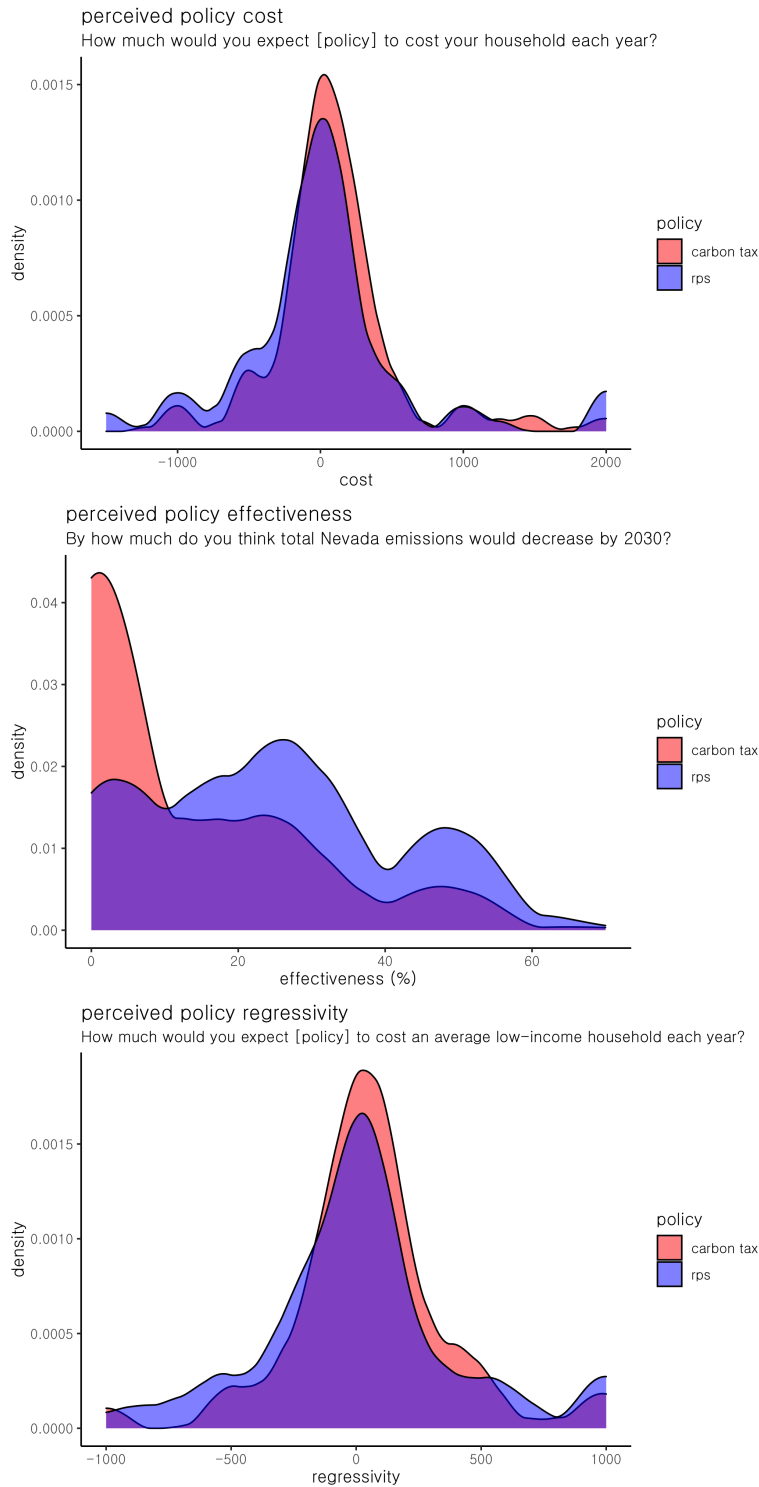 perceived policy cost
How much would you expect [policy] to cost your household each year?
0.0015
0.0010
0.0005
0.0000
density
−1000
0
1000
2000
cost
policy
carbon tax
rps
perceived policy effectiveness
By how much do you think total Nevada emissions would decrease by 2030?
0.04
0.03
0.02
0.01
0.00
density
0
20
40
60
effectiveness (%)
policy
carbon tax
rps
perceived policy regressivity
How much would you expect [policy] to cost an average low−income household each year?
0.0015
0.0010
0.0005
0.0000
density
−1000
−500
0
500
1000
regressivity
policy
carbon tax
rps